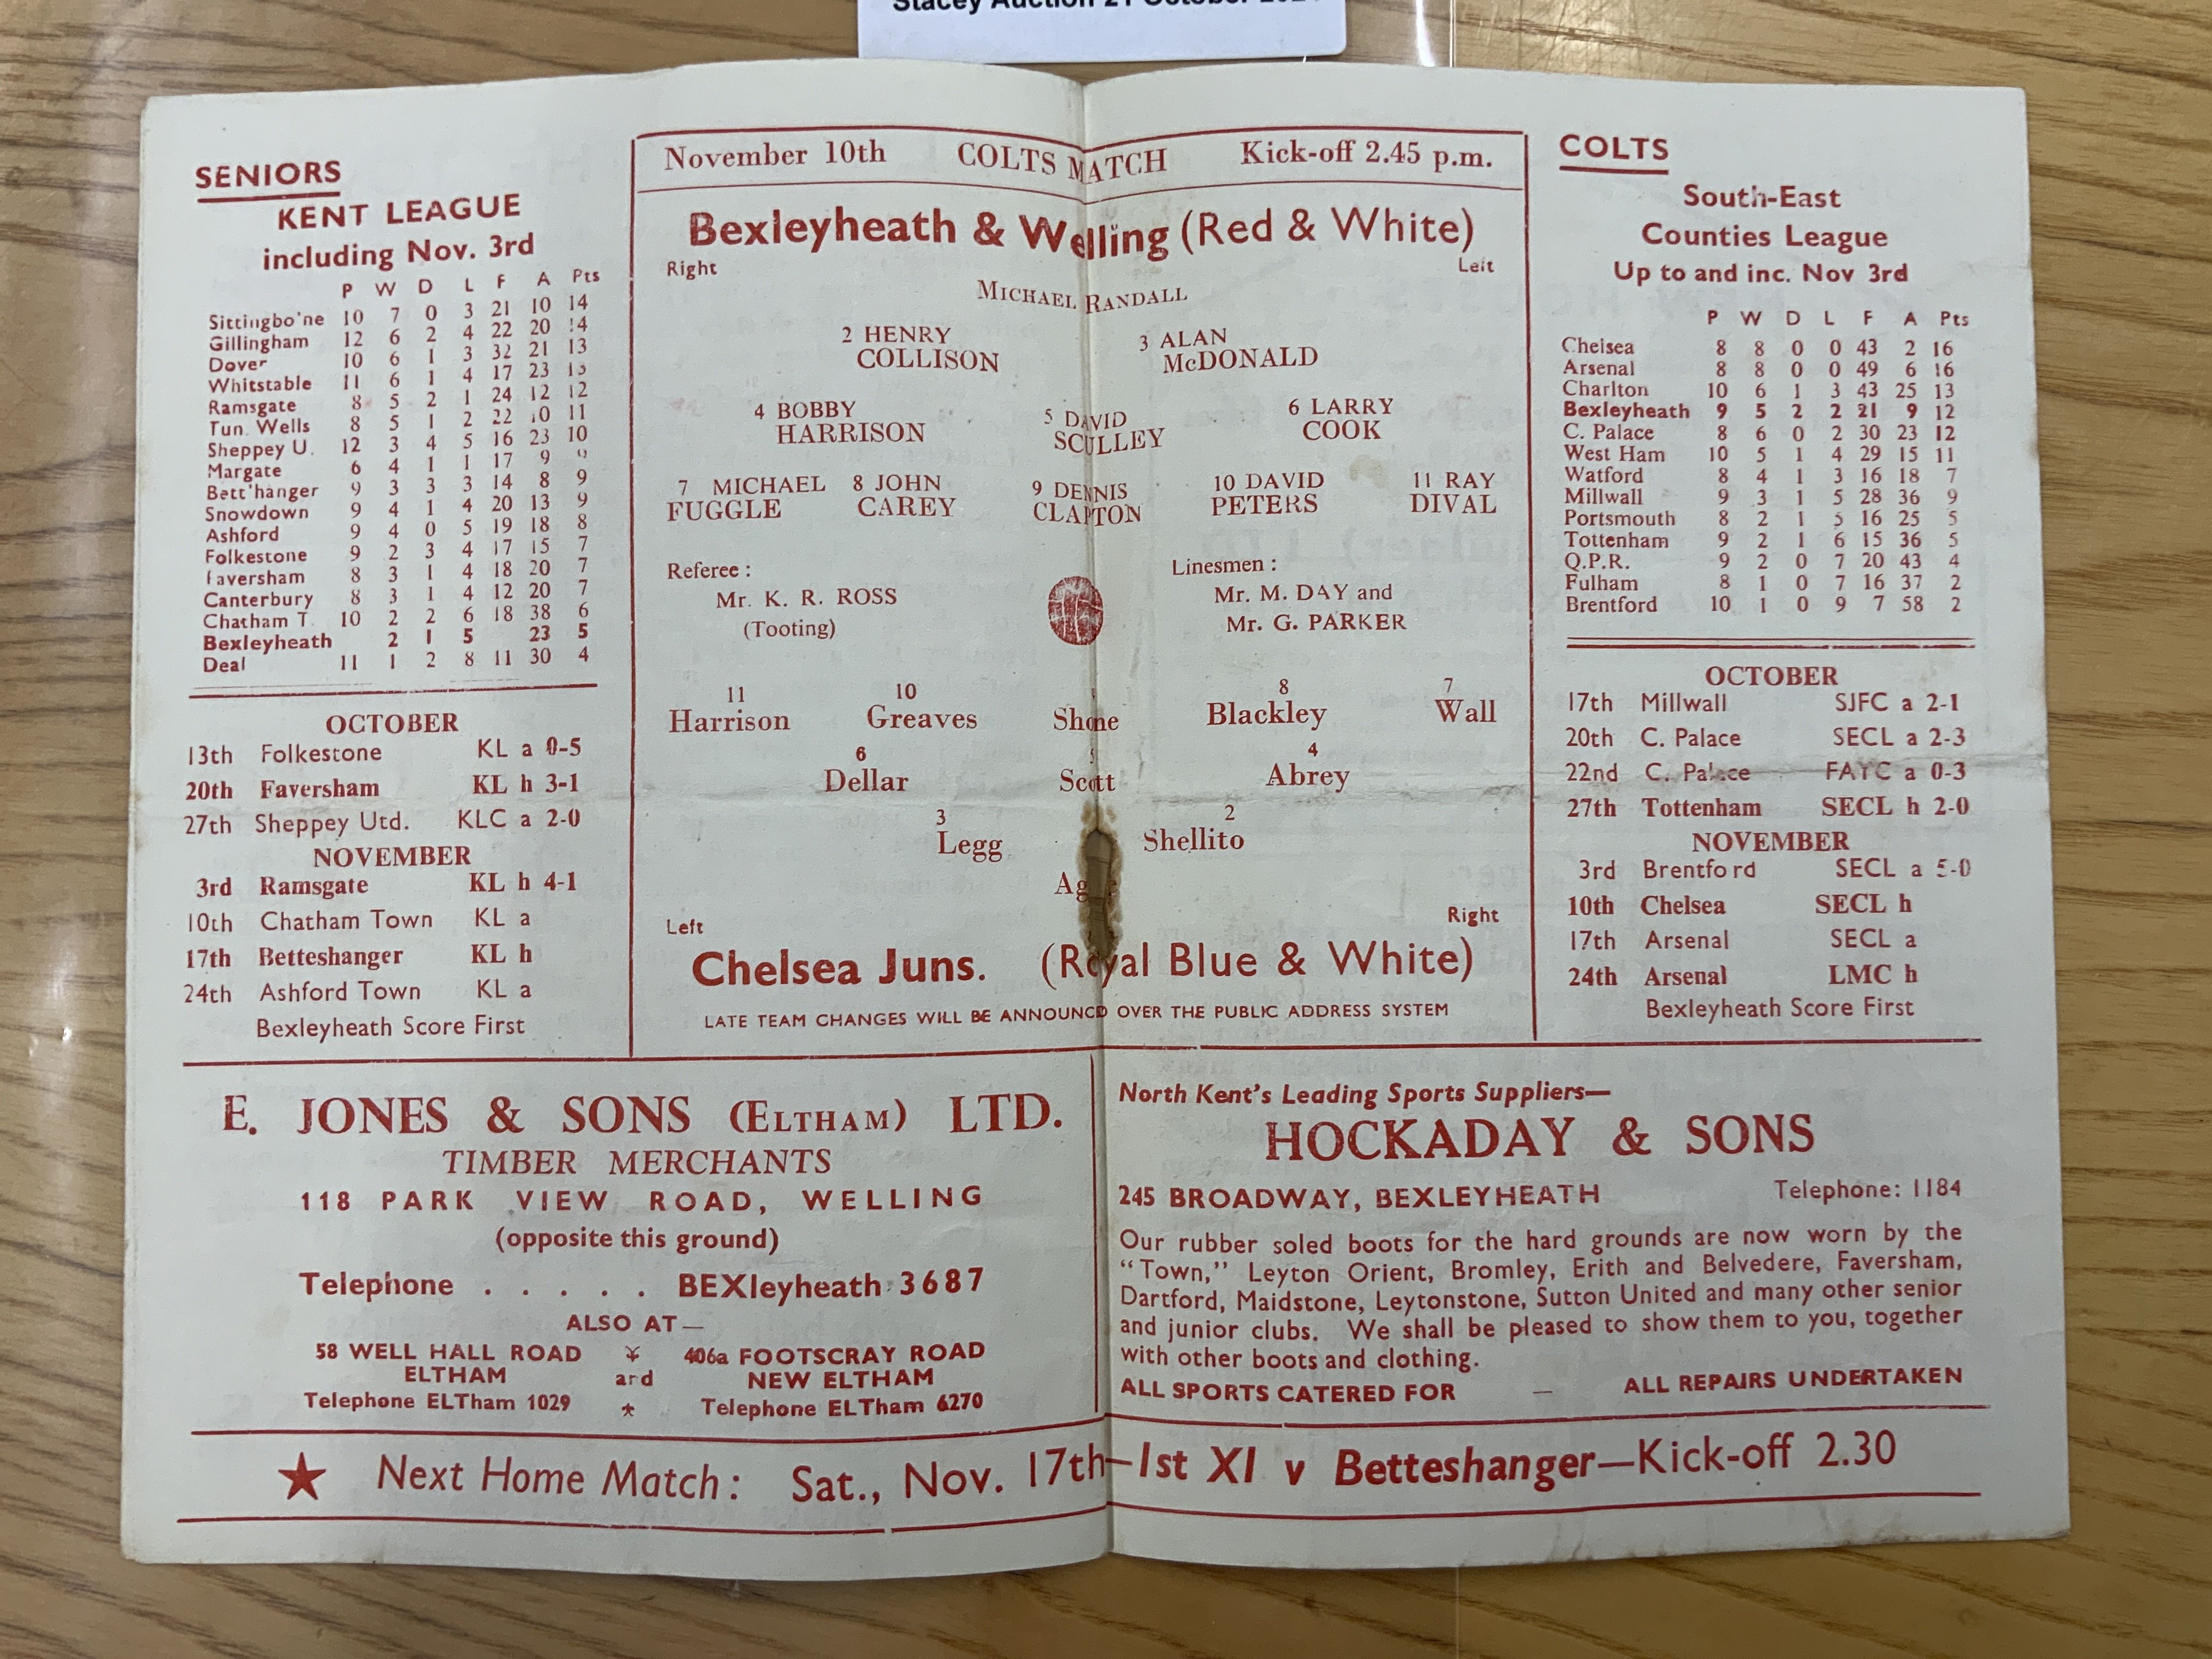 Stacey Auction 21 October
SENIORS
KENT LEAGUE
including Nov. 3rd
P W D L F A Pts
Sittingbo'ne 10 7 0 3 21 10 14
Gillingham 12 6 2 4 22 20 14
Dover 10 6 1 3 32 21 13
Whitstable 11 6 1 4 17 23 13
Ramsgate 8 5 2 1 24 12 12
Tun. Wells 8 5 1 2 22 10 11
Sheppey U. 12 3 4 5 16 23 10
Margate 6 4 1 1 17 9 9
Bett'hanger 9 3 3 3 14 8 9
Snowdown 9 4 1 4 20 13 9
Ashford 9 4 0 5 19 18 8
Folkestone 9 2 3 4 17 15 7
Faversham 8 3 1 4 18 20 7
Canterbury 8 3 1 4 12 20 7
Chatham T. 10 2 2 6 18 38 6
Bexleyheath 2 1 5 23 5
Deal 11 1 2 8 11 30 4
OCTOBER
13th Folkestone KL a 0-5
20th Faversham KL h 3-1
27th Sheppey Utd. KLC a 2-0
NOVEMBER
3rd Ramsgate KL h 4-1
10th Chatham Town KL a
17th Betteshanger KL h
24th Ashford Town KL a
Bexleyheath Score First
November 10th COLTS MATCH Kick-off 2.45 p.m.
Bexleyheath & Welling (Red & White)
Right Left
MICHAEL RANDALL
2 HENRY COLLISON 3 ALAN McDONALD
4 BOBBY HARRISON 5 DAVID SCULLEY 6 LARRY COOK
7 MICHAEL FUGGLE 8 JOHN CAREY 9 DENNIS CLAPTON 10 DAVID PETERS 11 RAY DIVAL
Referee :
Mr. K. R. ROSS
(Tooting)
Linesmen :
Mr. M. DAY and
Mr. G. PARKER
11 10 8 7
Harrison Greaves Shone Blackley Wall
6 5 4
Dellar Scott Abrey
3 2
Legg Shellito
Left Right
Chelsea Juns. (Royal Blue & White)
LATE TEAM CHANGES WILL BE ANNOUNCD OVER THE PUBLIC ADDRESS SYSTEM
COLTS
South-East
Counties League
Up to and inc. Nov 3rd
P W D L F A Pts
Chelsea 8 8 0 0 43 2 16
Arsenal 8 8 0 0 49 6 16
Charlton 10 6 1 3 43 25 13
Bexleyheath 9 5 2 2 21 9 12
C. Palace 8 6 0 2 30 23 12
West Ham 10 5 1 4 29 15 11
Watford 8 4 1 3 16 18 7
Millwall 9 3 1 5 28 36 9
Portsmouth 8 2 1 5 16 25 5
Tottenham 9 2 1 6 15 36 5
Q.P.R. 9 2 0 7 20 43 4
Fulham 8 1 0 7 16 37 2
Brentford 10 1 0 9 7 58 2
OCTOBER
17th Millwall SJFC a 2-1
20th C. Palace SECL a 2-3
22nd C. Palace FAYC a 0-3
27th Tottenham SECL h 2-0
NOVEMBER
3rd Brentford SECL a 5-0
10th Chelsea SECL h
17th Arsenal SECL a
24th Arsenal LMC h
Bexleyheath Score First
E. JONES & SONS (ELTHAM) LTD.
TIMBER MERCHANTS
118 PARK VIEW ROAD, WELLING
(opposite this ground)
Telephone . . . . . BEXleyheath 3687
ALSO AT—
58 WELL HALL ROAD ¥ 406a FOOTSCRAY ROAD
ELTHAM ard NEW ELTHAM
Telephone ELTham 1029 * Telephone ELTham 6270
North Kent's Leading Sports Suppliers—
HOCKADAY & SONS
245 BROADWAY, BEXLEYHEATH Telephone: 1184
Our rubber soled boots for the hard grounds are now worn by the
"Town," Leyton Orient, Bromley, Erith and Belvedere, Faversham,
Dartford, Maidstone, Leytonstone, Sutton United and many other senior
and junior clubs. We shall be pleased to show them to you, together
with other boots and clothing.
ALL SPORTS CATERED FOR — ALL REPAIRS UNDERTAKEN
★ Next Home Match: Sat., Nov. 17th—1st XI v Betteshanger—Kick-off 2.30